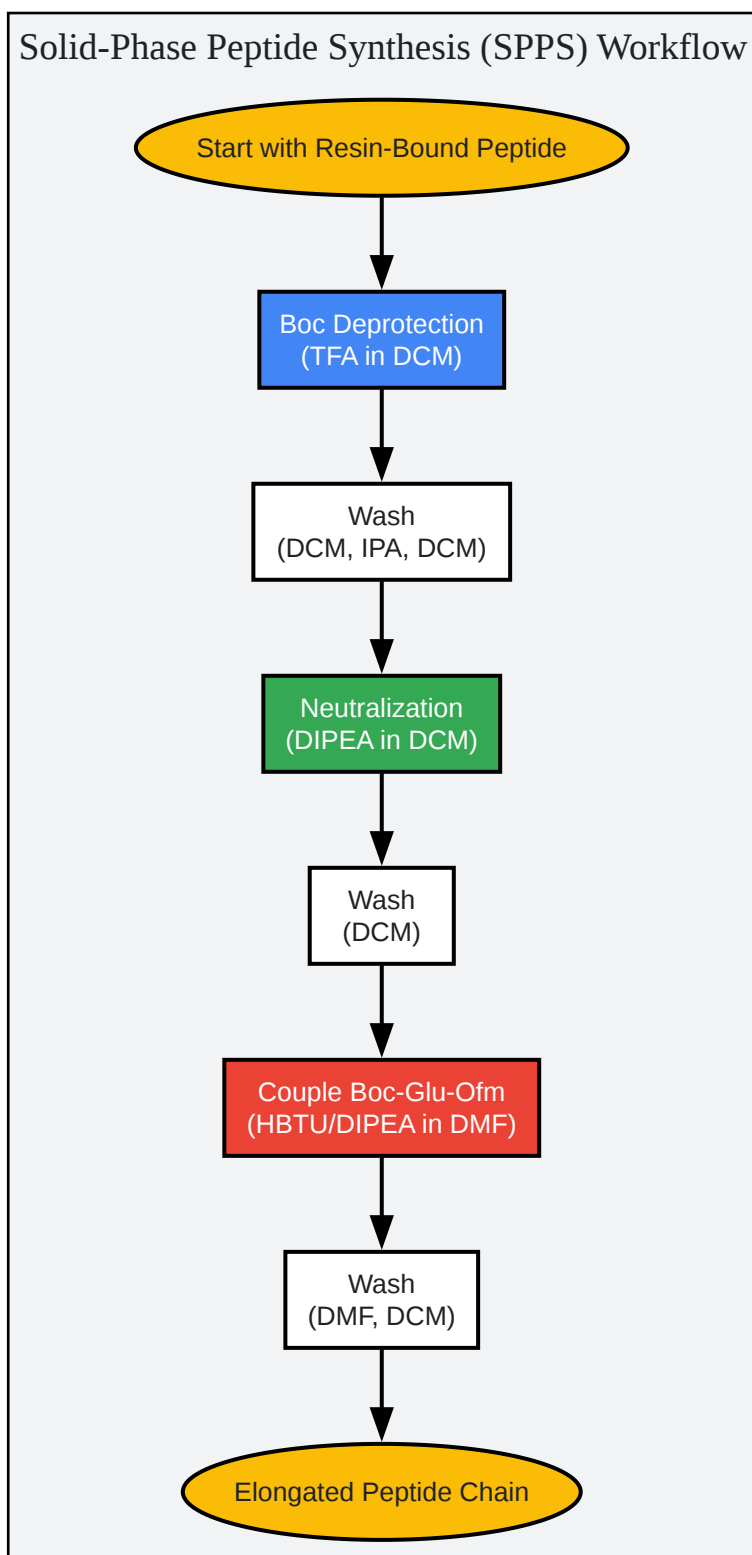 Solid-Phase Peptide Synthesis (SPPS) Workflow
Start with Resin-Bound Peptide
Boc Deprotection
(TFA in DCM)
Wash
(DCM, IPA, DCM)
Neutralization
(DIPEA in DCM)
Wash
(DCM)
Couple Boc-Glu-Ofm
(HBTU/DIPEA in DMF)
Wash
(DMF, DCM)
Elongated Peptide Chain